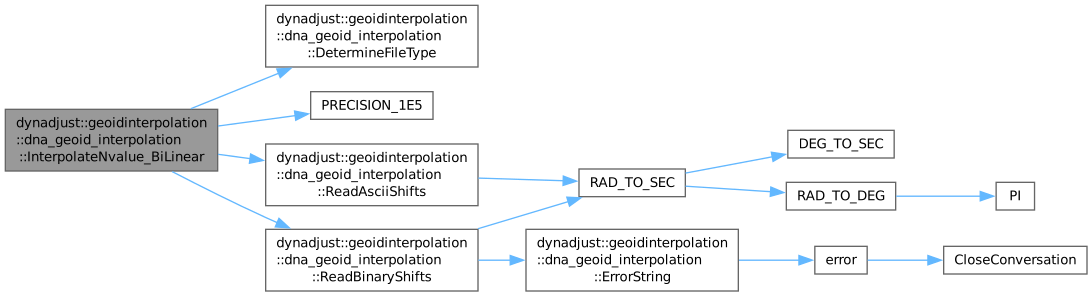 dynadjust::geoidinterpolation
::dna_geoid_interpolation
::InterpolateNvalue_BiLinear
dynadjust::geoidinterpolation
::dna_geoid_interpolation
::DetermineFileType
PRECISION_1E5
dynadjust::geoidinterpolation
::dna_geoid_interpolation
::ReadAsciiShifts
dynadjust::geoidinterpolation
::dna_geoid_interpolation
::ReadBinaryShifts
RAD_TO_SEC
DEG_TO_SEC
RAD_TO_DEG
PI
dynadjust::geoidinterpolation
::dna_geoid_interpolation
::ErrorString
error
CloseConversation